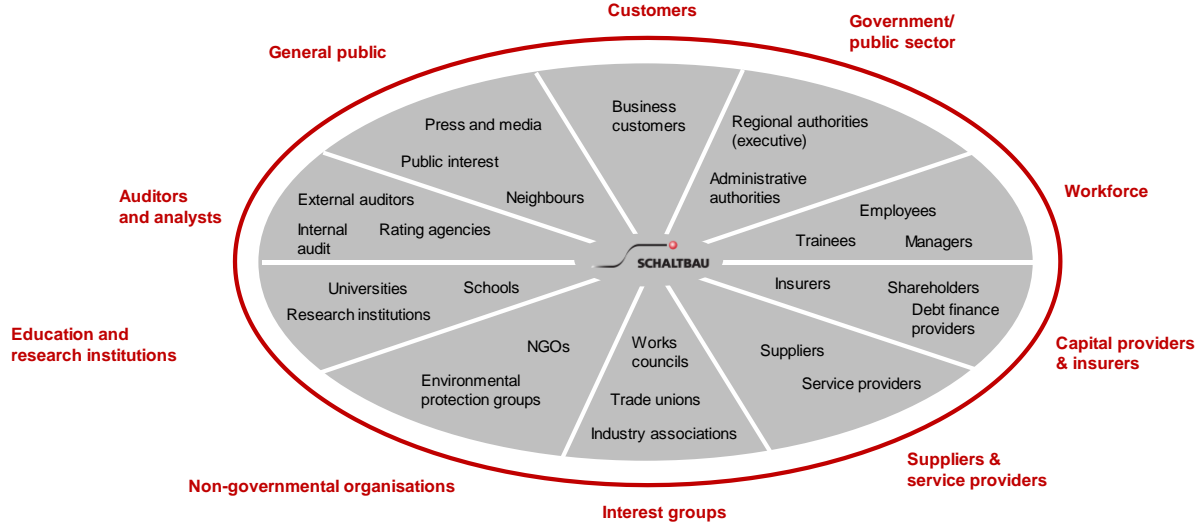 Customers
Government/
public sector
General public
Business
customers
Press and media
Regional authorities
(executive)
Public interest
Administrative
authorities
Neighbours
Auditors
and analysts
Workforce
External auditors
Internal
audit
Rating agencies
Employees
Trainees
Managers
SCHALTBAU
Universities
Schools
Research institutions
Insurers
Shareholders
Debt finance
providers
Education and
research institutions
Capital providers
& insurers
NGOs
Environmental
protection groups
Works
councils
Trade unions
Industry associations
Suppliers
Service providers
Suppliers &
service providers
Non-governmental organisations
Interest groups